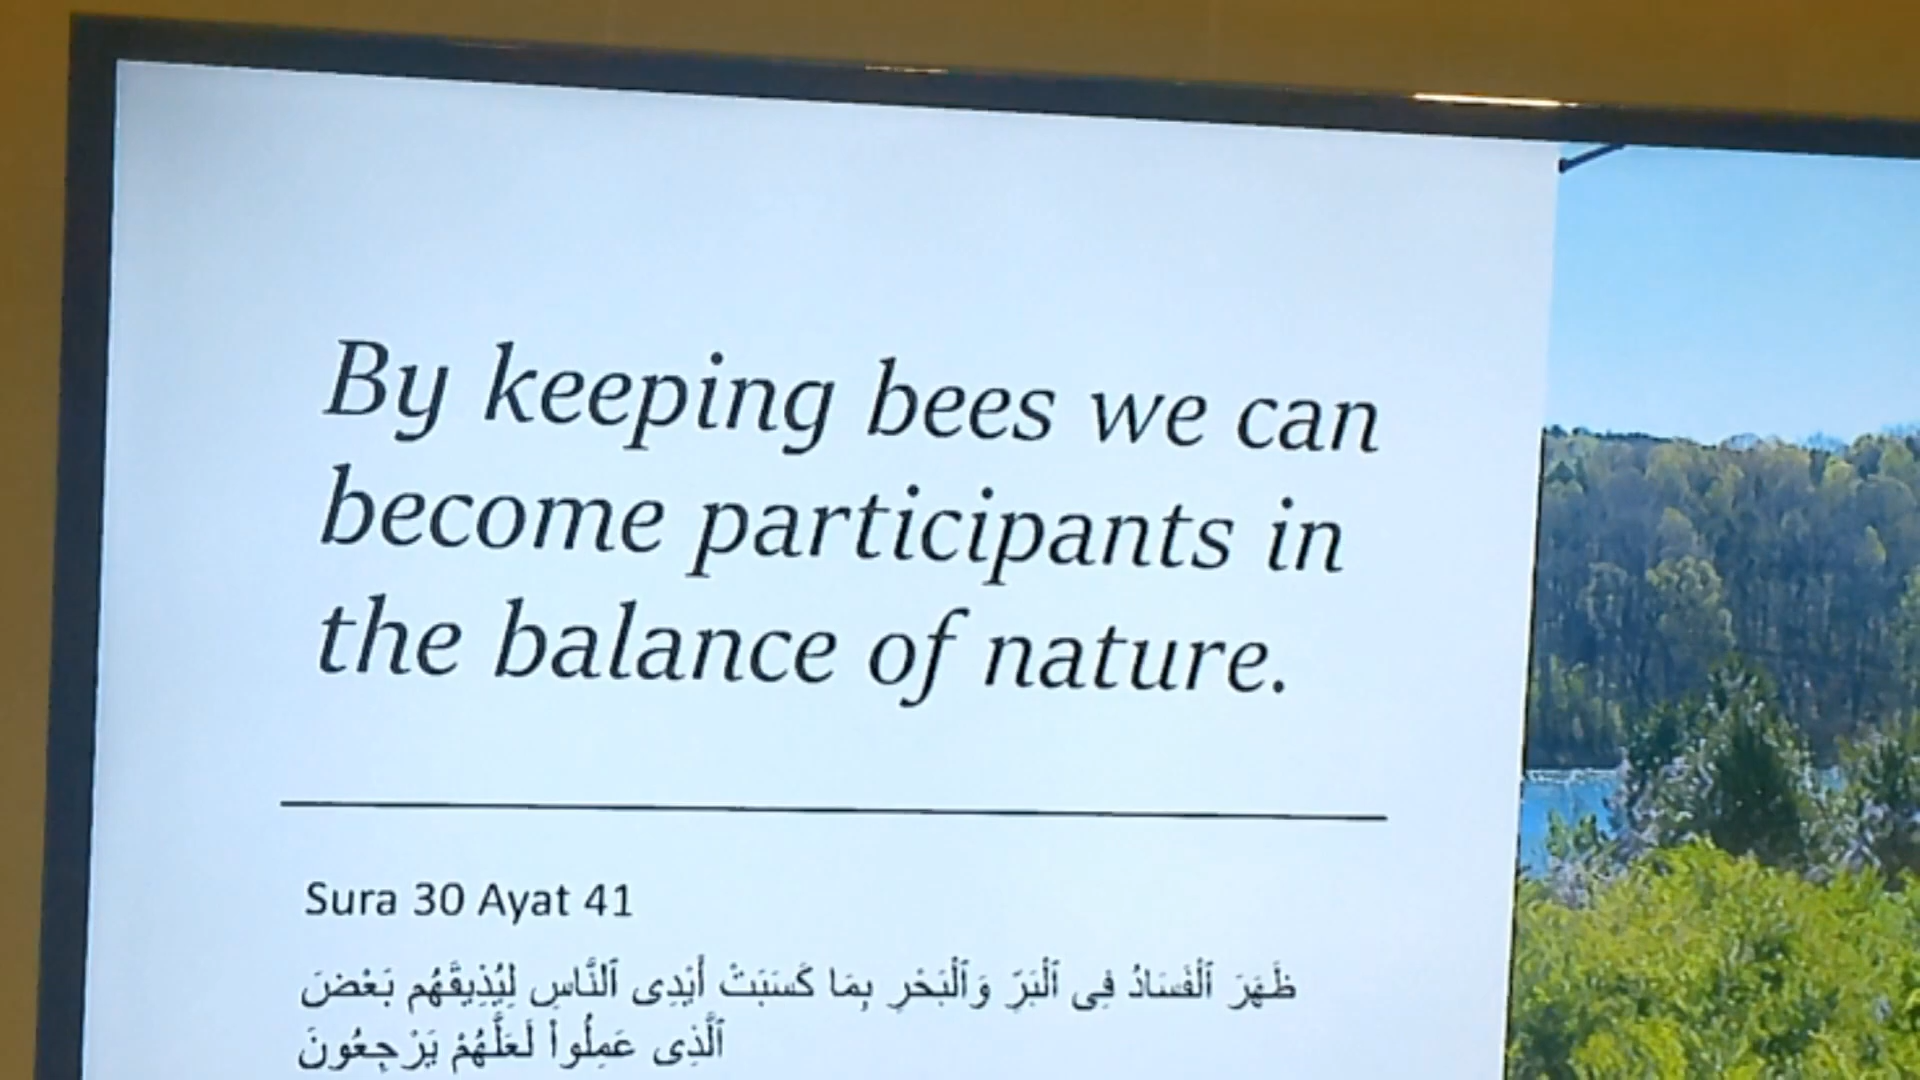 By keeping bees we can
become participants in
the balance of nature.
Sura 30 Ayat 41
ظَهَرَ ٱلْفَسَادُ فِى ٱلْبَرِّ وَٱلْبَحْرِ بِمَا كَسَبَتْ أَيْدِى ٱلنَّاسِ لِيُذِيقَهُم بَعْضَ
ٱلَّذِى عَمِلُوا۟ لَعَلَّهُمْ يَرْجِعُونَ